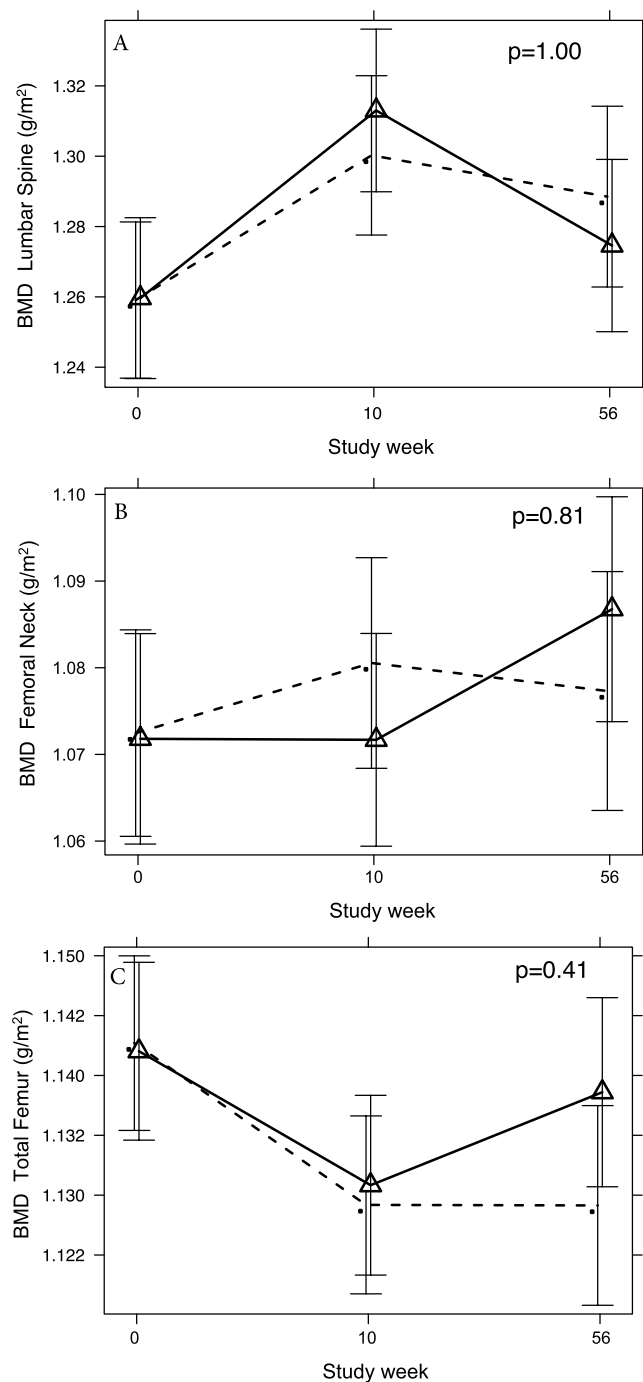 A
p=1.00
BMD Lumbar Spine (g/m²)
1.32
1.30
1.28
1.26
1.24
0
10
56
Study week
B
p=0.81
BMD Femoral Neck (g/m²)
1.10
1.09
1.08
1.07
1.06
0
10
56
Study week
C
p=0.41
BMD Total Femur (g/m²)
1.150
1.142
1.140
1.132
1.130
1.122
0
10
56
Study week